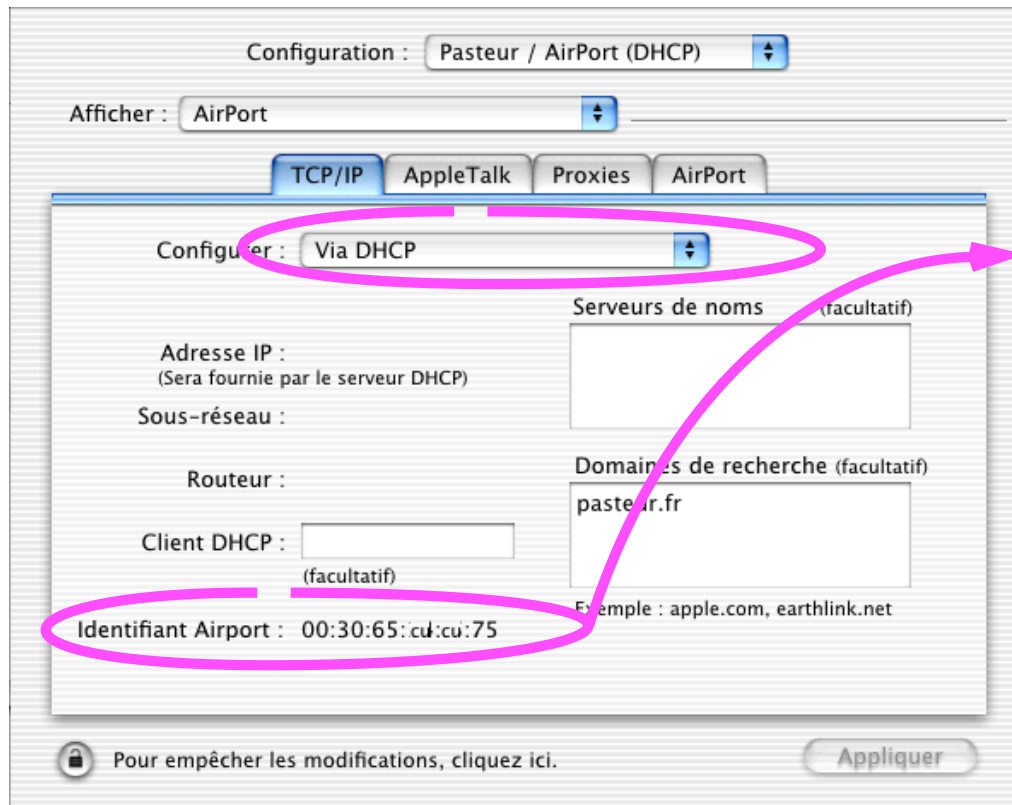 Configuration : Pasteur / AirPort (DHCP)
Afficher : AirPort
TCP/IP AppleTalk Proxies AirPort
Configurer : Via DHCP
Serveurs de noms (facultatif)
Adresse IP :
(Sera fournie par le serveur DHCP)
Sous-réseau :
Domaines de recherche (facultatif)
Routeur :
pasteur.fr
Client DHCP :
(facultatif)
Exemple : apple.com, earthlink.net
Identifiant Airport : 00:30:65: :75
Pour empêcher les modifications, cliquez ici.
Appliquer